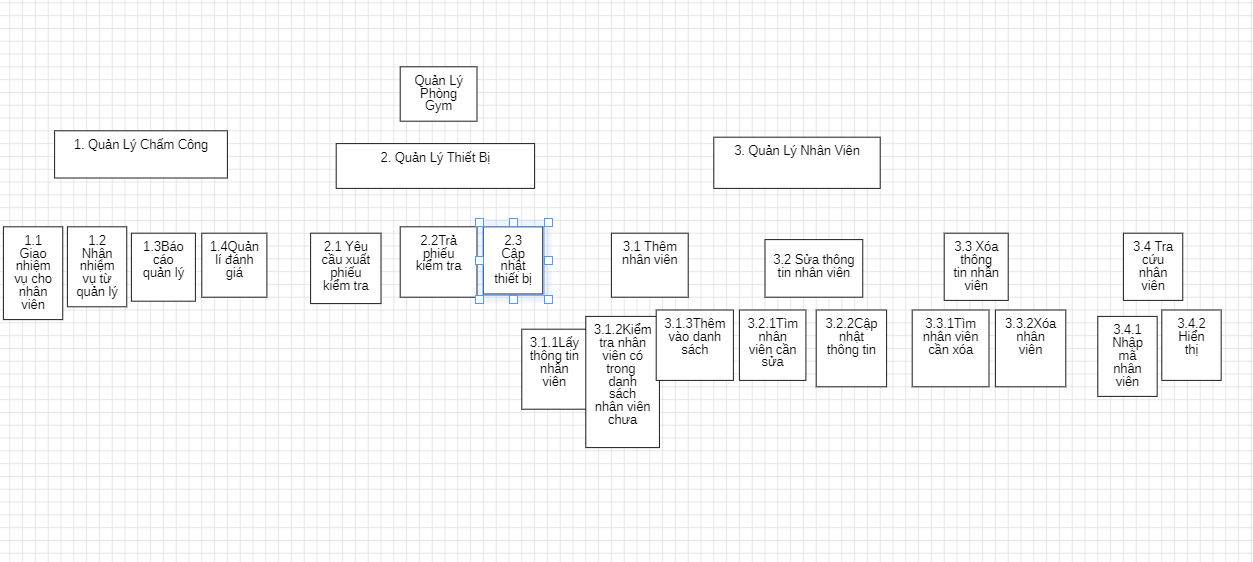 Quản Lý
Phòng
Gym
1. Quản Lý Chấm Công
2. Quản Lý Thiết Bị
3. Quản Lý Nhân Viên
1.1
Giao
nhiệm
vụ cho
nhân
viên
1.2
Nhận
nhiệm
vụ từ
quản lý
1.3Báo
cáo
quản lý
1.4Quản
lí đánh
giá
2.1 Yêu
cầu xuất
phiếu
kiểm tra
2.2Trả
phiếu
kiểm tra
2.3
Cập
nhật
thiết bị
3.1 Thêm
nhân viên
3.2 Sửa thông
tin nhân viên
3.3 Xóa
thông
tin nhân
viên
3.4 Tra
cứu
nhân
viên
3.1.1Lấy
thông tin
nhân
viên
3.1.2Kiểm
tra nhân
viên có
trong
danh
sách
nhân viên
chưa
3.1.3Thêm
vào danh
sách
3.2.1Tìm
nhân
viên cần
sửa
3.2.2Cập
nhật
thông tin
3.3.1Tìm
nhân viên
cần xóa
3.3.2Xóa
nhân
viên
3.4.1
Nhập
mã
nhân
viên
3.4.2
Hiển
thị